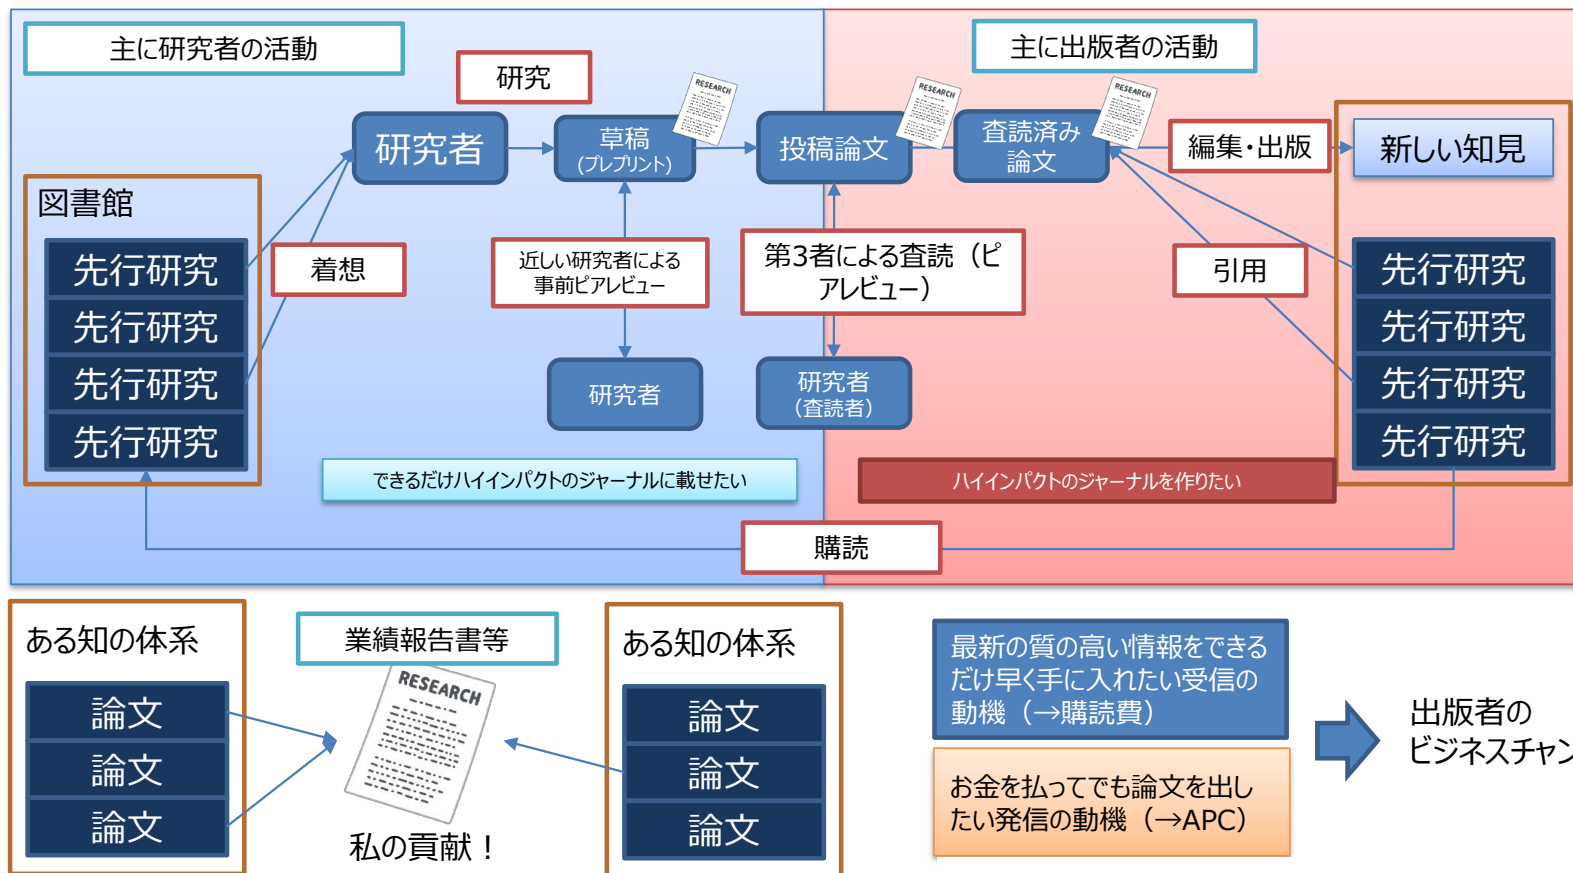 主に研究者の活動
主に出版者の活動
研究
RESEARCH
RESEARCH
RESEARCH
研究者
草稿
(プレプリント)
投稿論文
査読済み
論文
編集・出版
新しい知見
図書館
先行研究
先行研究
先行研究
先行研究
着想
近しい研究者による
事前ピアレビュー
第3者による査読（ピ
アレビュー）
引用
先行研究
先行研究
先行研究
先行研究
研究者
研究者
（査読者）
できるだけハイインパクトのジャーナルに載せたい
ハイインパクトのジャーナルを作りたい
購読
ある知の体系
論文
論文
論文
業績報告書等
RESEARCH
私の貢献！
ある知の体系
論文
論文
論文
最新の質の高い情報をできる
だけ早く手に入れたい受信の
動機（→購読費）
お金を払ってでも論文を出し
たい発信の動機（→APC）
出版者の
ビジネスチャン